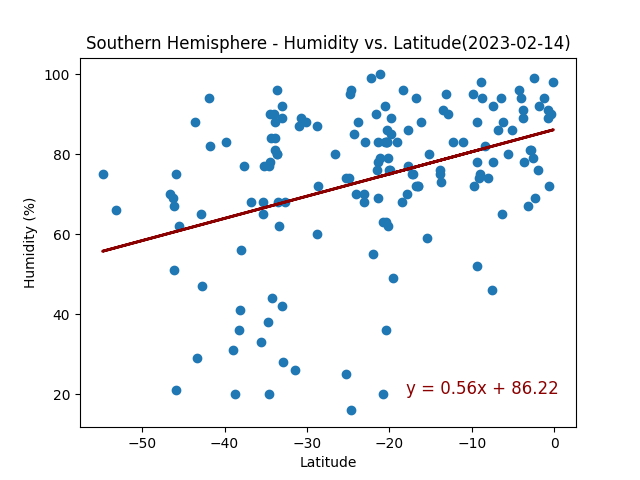 Southern Hemisphere - Humidity vs. Latitude(2023-02-14)
100
80
60
40
20
Humidity (%)
y = 0.56x + 86.22
−50 −40 −30 −20 −10 0
Latitude